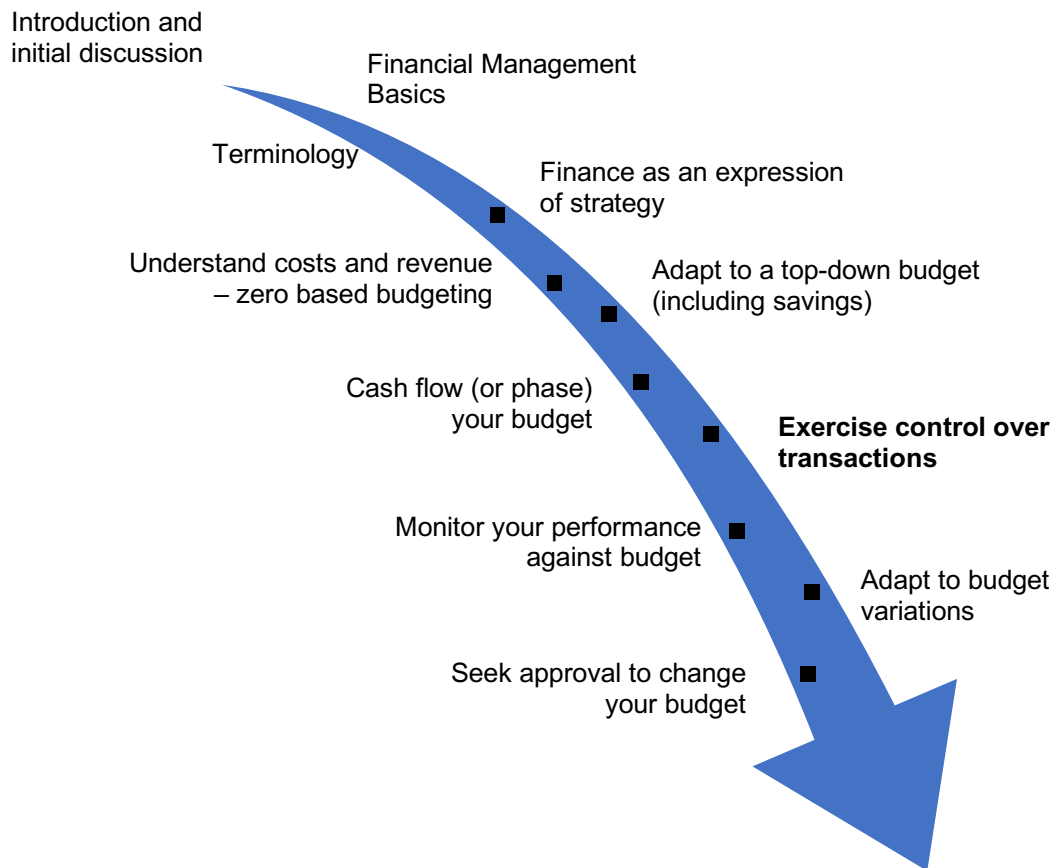 Introduction and
initial discussion
Financial Management
Basics
Terminology
Finance as an expression
of strategy
Understand costs and revenue
– zero based budgeting
Adapt to a top-down budget
(including savings)
Cash flow (or phase)
your budget
Exercise control over
transactions
Monitor your performance
against budget
Adapt to budget
variations
Seek approval to change
your budget